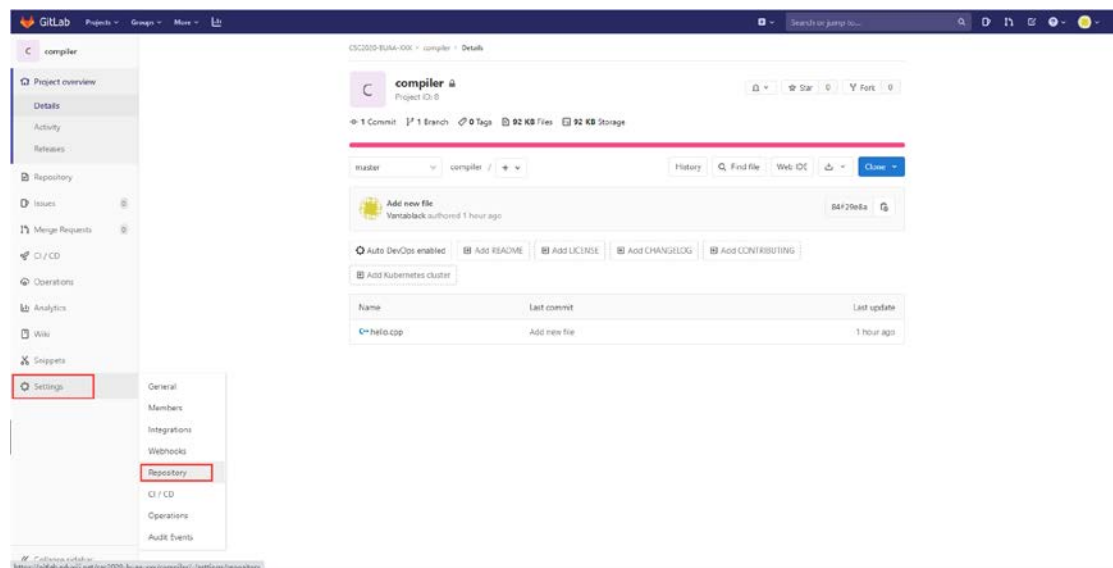 GitLab Projects Groups More Search or jump to...
C compiler
Project overview
Details
Activity
Releases
Repository
Issues 0
Merge Requests 0
CI / CD
Operations
Analytics
Wiki
Snippets
Settings
General
Members
Integrations
Webhooks
Repository
CI / CD
Operations
Audit Events
Collapse sidebar
compiler > Details
C compiler
Project ID: 8
Star 0 Fork 0
1 Commit 1 Branch 0 Tags 92 KB Files 92 KB Storage
master compiler / + History Find file Web IDE Clone
Add new file
Vantablack authored 1 hour ago
84f29e8a
Auto DevOps enabled Add README Add LICENSE Add CHANGELOG Add CONTRIBUTING
Add Kubernetes cluster
Name Last commit Last update
hello.cpp Add new file 1 hour ago